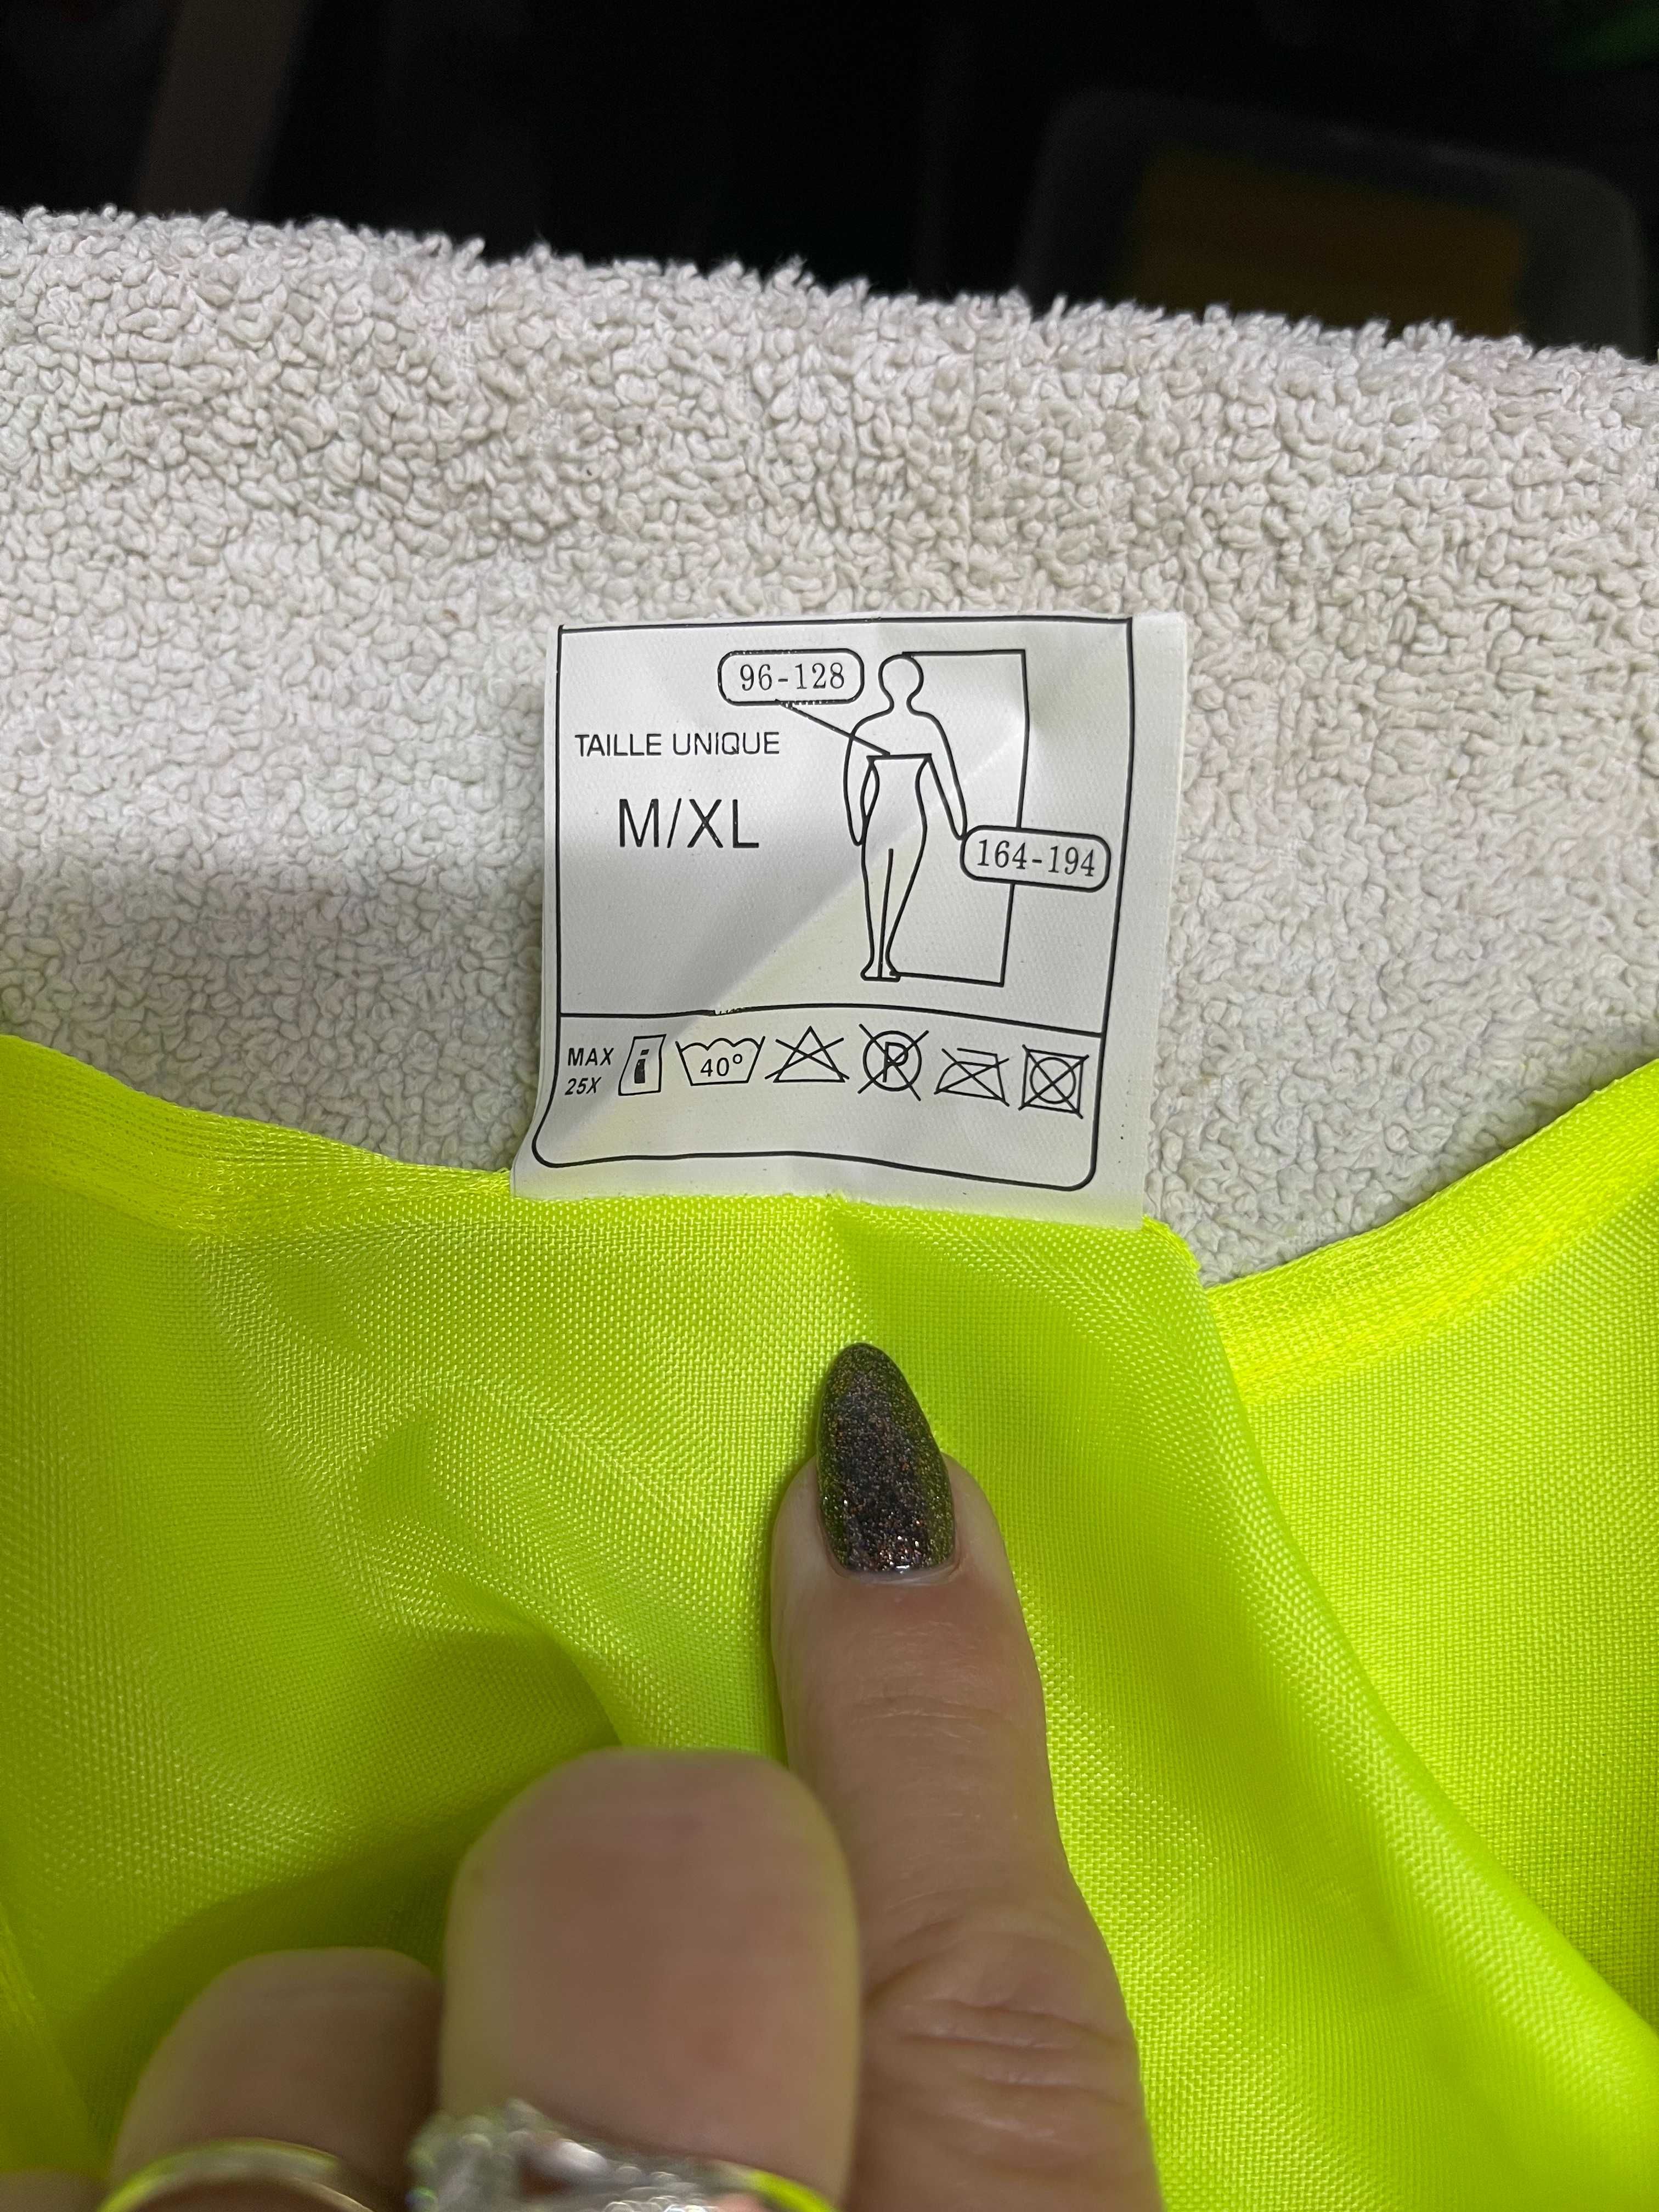 96-128
TAILLE UNIQUE
M/XL
164-194
MAX
25X
i
40°
P